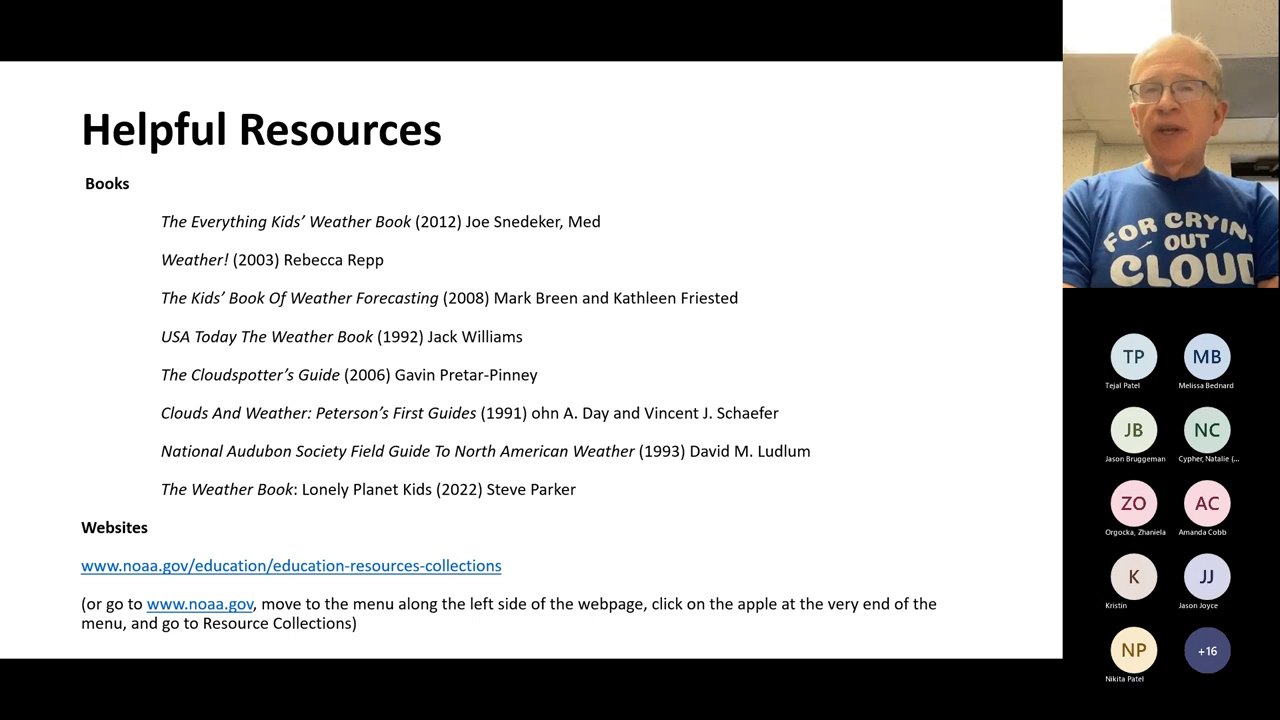 Helpful Resources
Books
The Everything Kids’ Weather Book (2012) Joe Snedeker, Med
Weather! (2003) Rebecca Repp
The Kids’ Book Of Weather Forecasting (2008) Mark Breen and Kathleen Friested
USA Today The Weather Book (1992) Jack Williams
The Cloudspotter’s Guide (2006) Gavin Pretar-Pinney
Clouds And Weather: Peterson’s First Guides (1991) ohn A. Day and Vincent J. Schaefer
National Audubon Society Field Guide To North American Weather (1993) David M. Ludlum
The Weather Book: Lonely Planet Kids (2022) Steve Parker
Websites
www.noaa.gov/education/education-resources-collections
(or go to www.noaa.gov, move to the menu along the left side of the webpage, click on the apple at the very end of the
menu, and go to Resource Collections)
FOR CRYIN'
OUT
CLOUD
TP
MB
Tejal Patel
Melissa Bednard
JB
NC
Jason Bruggeman
Cypher, Natalie (...
ZO
AC
Orgocka, Zhaniela
Amanda Cobb
K
JJ
Kristin
Jason Joyce
NP
+16
Nikita Patel